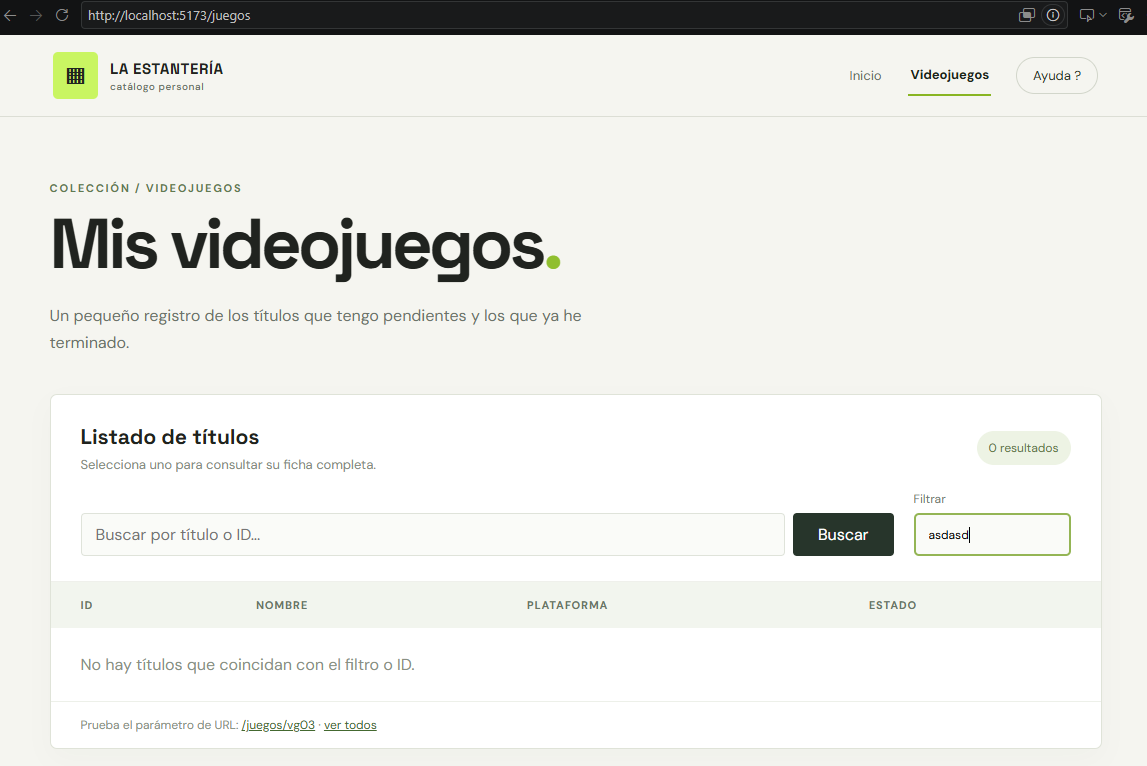 http://localhost:5173/juegos
LA ESTANTERÍA
catálogo personal
Inicio
Videojuegos
Ayuda ?
COLECCIÓN / VIDEOJUEGOS
Mis videojuegos.
Un pequeño registro de los títulos que tengo pendientes y los que ya he
terminado.
Listado de títulos
Selecciona uno para consultar su ficha completa.
0 resultados
Filtrar
Buscar por título o ID...
Buscar
asdasd
ID NOMBRE PLATAFORMA ESTADO
No hay títulos que coincidan con el filtro o ID.
Prueba el parámetro de URL: /juegos/vg03 · ver todos